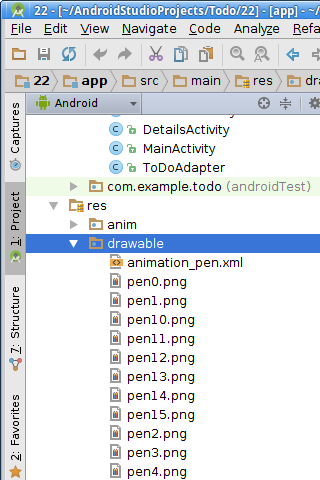 22 - [~/AndroidStudioProjects/Todo/22] - [app] - [~/
File Edit View Navigate Code Analyze Refa
22 app src main res dra
Android
Captures
1: Project
7: Structure
2: Favorites
DetailsActivity
MainActivity
ToDoAdapter
com.example.todo (androidTest)
res
anim
drawable
animation_pen.xml
pen0.png
pen1.png
pen10.png
pen11.png
pen12.png
pen13.png
pen14.png
pen15.png
pen2.png
pen3.png
pen4.png